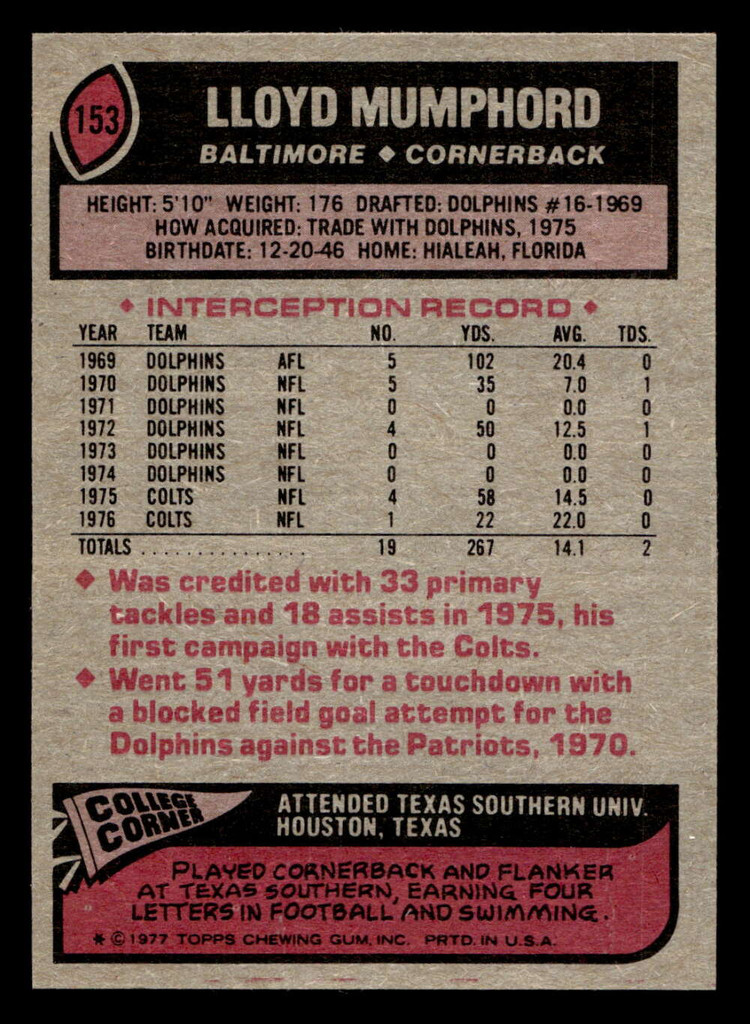 153
LLOYD MUMPHORD
BALTIMORE ◆ CORNERBACK
HEIGHT: 5'10" WEIGHT: 176 DRAFTED: DOLPHINS #16-1969
HOW ACQUIRED: TRADE WITH DOLPHINS, 1975
BIRTHDATE: 12-20-46 HOME: HIALEAH, FLORIDA
◆ INTERCEPTION RECORD ◆
YEAR TEAM NO. YDS. AVG. TDS.
1969 DOLPHINS AFL 5 102 20.4 0
1970 DOLPHINS NFL 5 35 7.0 1
1971 DOLPHINS NFL 0 0 0.0 0
1972 DOLPHINS NFL 4 50 12.5 1
1973 DOLPHINS NFL 0 0 0.0 0
1974 DOLPHINS NFL 0 0 0.0 0
1975 COLTS NFL 4 58 14.5 0
1976 COLTS NFL 1 22 22.0 0
TOTALS . . . . . . . . . . . . . . . 19 267 14.1 2
◆ Was credited with 33 primary
tackles and 18 assists in 1975, his
first campaign with the Colts.
◆ Went 51 yards for a touchdown with
a blocked field goal attempt for the
Dolphins against the Patriots, 1970.
COLLEGE
CORNER
ATTENDED TEXAS SOUTHERN UNIV.
HOUSTON, TEXAS
PLAYED CORNERBACK AND FLANKER
AT TEXAS SOUTHERN, EARNING FOUR
LETTERS IN FOOTBALL AND SWIMMING.
* © 1977 TOPPS CHEWING GUM, INC. PRTD. IN U.S.A.